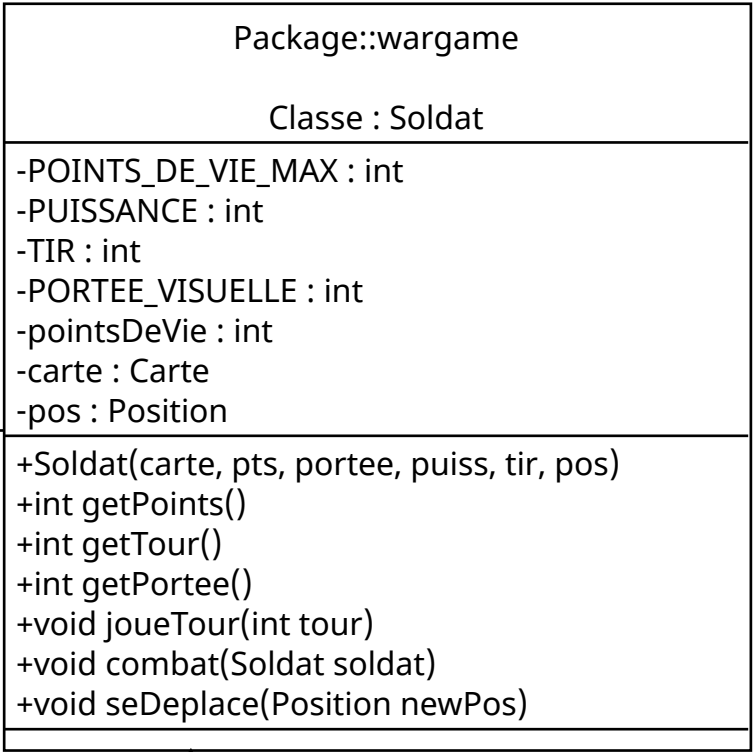 Package::wargame
Classe : Soldat
-POINTS_DE_VIE_MAX : int
-PUISSANCE : int
-TIR : int
-PORTEE_VISUELLE : int
-pointsDeVie : int
-carte : Carte
-pos : Position
+Soldat(carte, pts, portee, puiss, tir, pos)
+int getPoints()
+int getTour()
+int getPortee()
+void joueTour(int tour)
+void combat(Soldat soldat)
+void seDeplace(Position newPos)